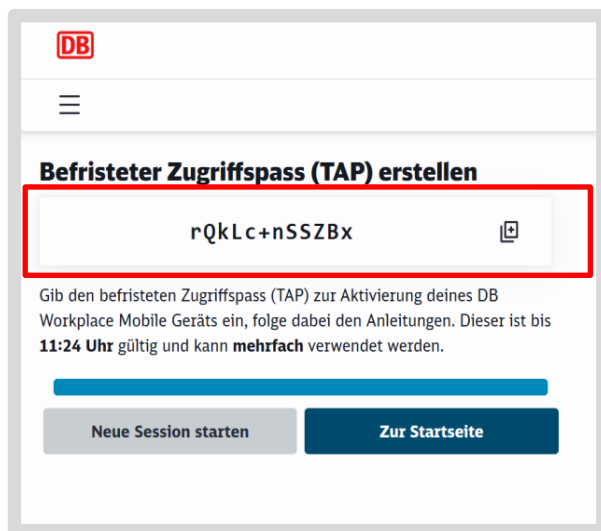 DB
Befristeter Zugriffspass (TAP) erstellen
rQkLc+nSSZBx
Gib den befristeten Zugriffspass (TAP) zur Aktivierung deines DB
Workplace Mobile Geräts ein, folge dabei den Anleitungen. Dieser ist bis
11:24 Uhr gültig und kann mehrfach verwendet werden.
Neue Session starten
Zur Startseite